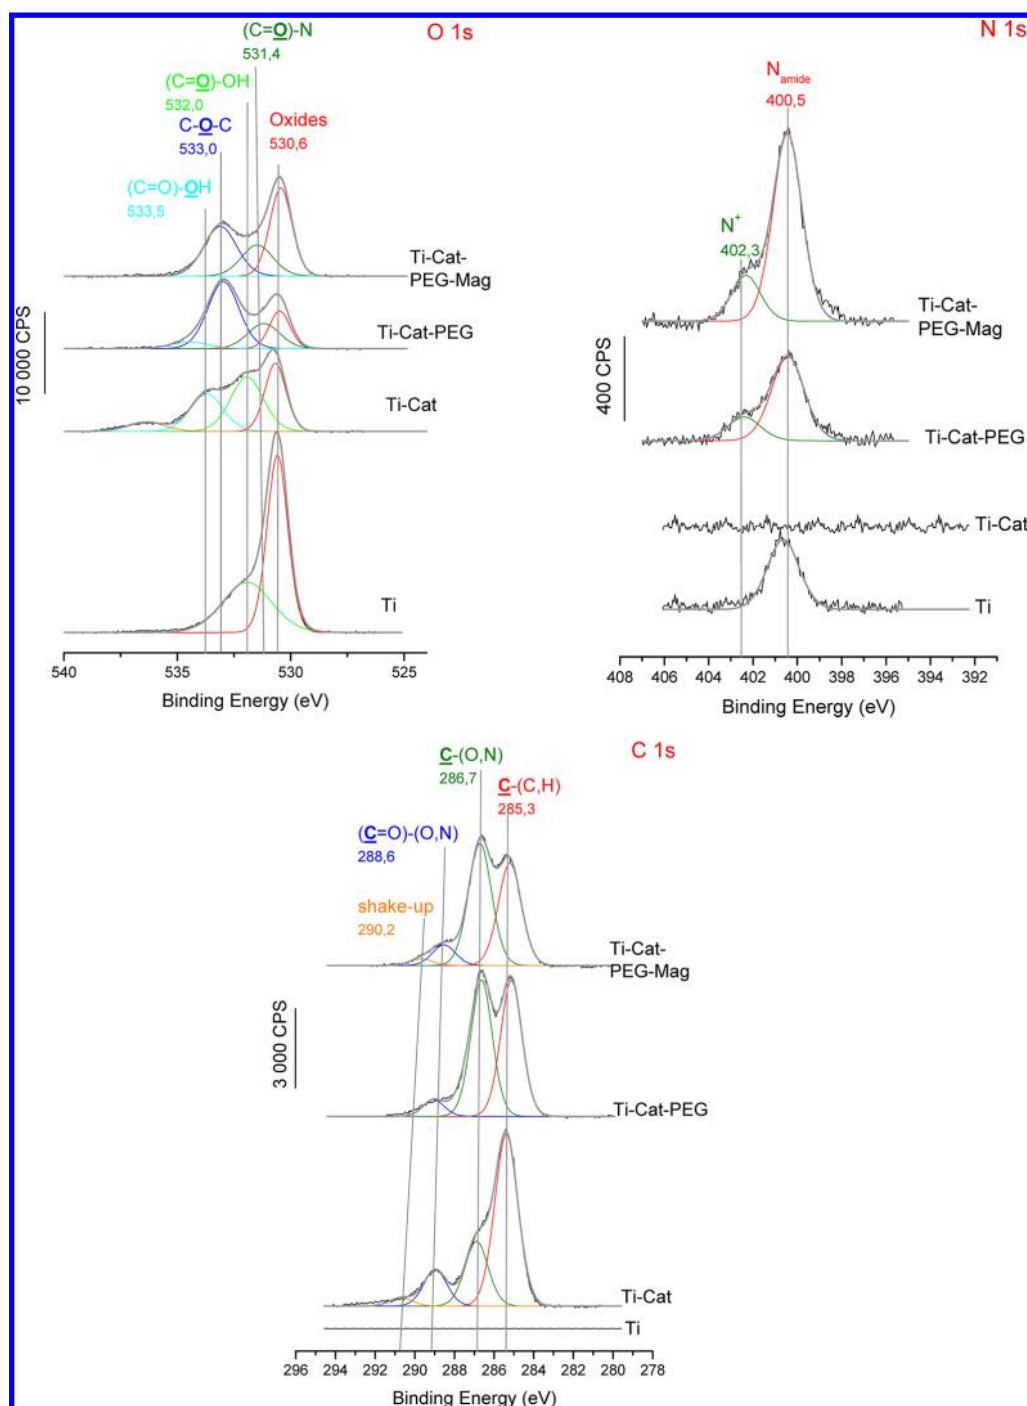 O 1s
(C=O)-N
531,4
(C=O)-OH
532,0
C-O-C
533,0
Oxides
530,6
(C=O)-OH
533,5
Ti-Cat-
PEG-Mag
Ti-Cat-PEG
Ti-Cat
Ti
10 000 CPS
540 535 530 525
Binding Energy (eV)
N 1s
N amide
400,5
N+
402,3
Ti-Cat-
PEG-Mag
Ti-Cat-PEG
Ti-Cat
Ti
400 CPS
408 406 404 402 400 398 396 394 392
Binding Energy (eV)
C 1s
C-(O,N)
286,7
C-(C,H)
285,3
(C=O)-(O,N)
288,6
shake-up
290,2
Ti-Cat-
PEG-Mag
Ti-Cat-PEG
Ti-Cat
Ti
3 000 CPS
296 294 292 290 288 286 284 282 280 278
Binding Energy (eV)